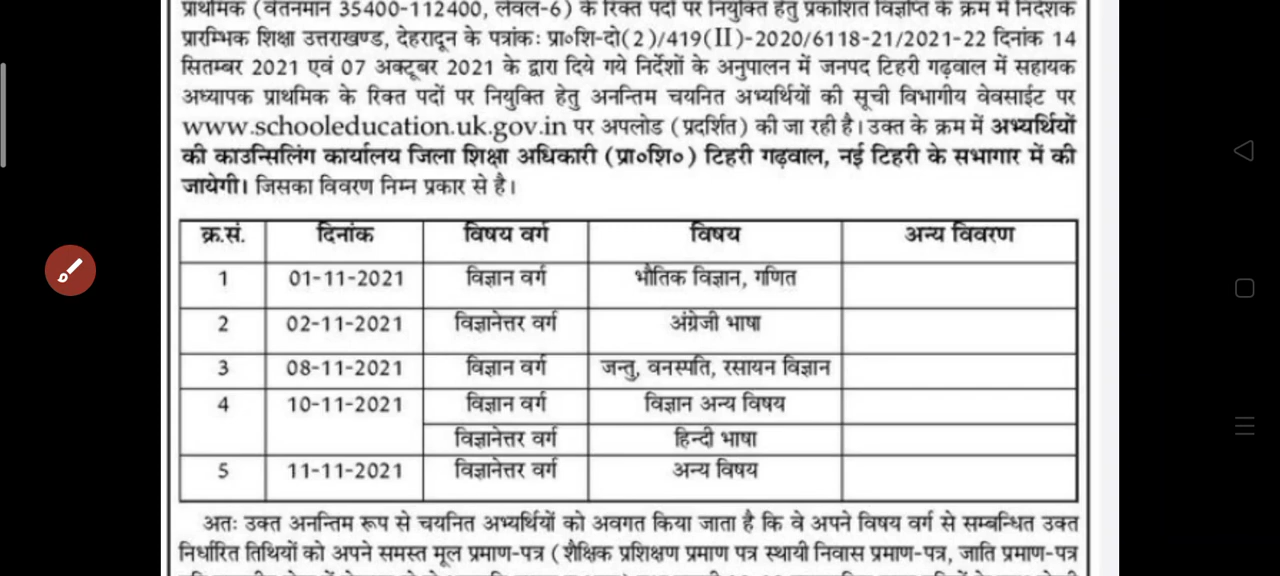 प्राथमिक (वेतनमान 35400-112400, लेवल-6) के रिक्त पदों पर नियुक्ति हेतु प्रकाशित विज्ञप्ति के क्रम में निदेशक
प्रारम्भिक शिक्षा उत्तराखण्ड, देहरादून के पत्रांकः प्रा०शि-दो(2)/419(II)-2020/6118-21/2021-22 दिनांक 14
सितम्बर 2021 एवं 07 अक्टूबर 2021 के द्वारा दिये गये निर्देशों के अनुपालन में जनपद टिहरी गढ़वाल में सहायक
अध्यापक प्राथमिक के रिक्त पदों पर नियुक्ति हेतु अनन्तिम चयनित अभ्यर्थियों की सूची विभागीय वेवसाईट पर
www.schooleducation.uk.gov.in पर अपलोड (प्रदर्शित) की जा रही है। उक्त के क्रम में अभ्यर्थियों
की काउन्सिलिंग कार्यालय जिला शिक्षा अधिकारी (प्रा०शि०) टिहरी गढ़वाल, नई टिहरी के सभागार में की
जायेगी। जिसका विवरण निम्न प्रकार से है।
क्र.सं. दिनांक विषय वर्ग विषय अन्य विवरण
1 01-11-2021 विज्ञान वर्ग भौतिक विज्ञान, गणित
2 02-11-2021 विज्ञानेत्तर वर्ग अंग्रेजी भाषा
3 08-11-2021 विज्ञान वर्ग जन्तु, वनस्पति, रसायन विज्ञान
4 10-11-2021 विज्ञान वर्ग विज्ञान अन्य विषय
विज्ञानेत्तर वर्ग हिन्दी भाषा
5 11-11-2021 विज्ञानेत्तर वर्ग अन्य विषय
अतः उक्त अनन्तिम रूप से चयनित अभ्यर्थियों को अवगत किया जाता है कि वे अपने विषय वर्ग से सम्बन्धित उक्त
निर्धारित तिथियों को अपने समस्त मूल प्रमाण-पत्र (शैक्षिक प्रशिक्षण प्रमाण पत्र स्थायी निवास प्रमाण-पत्र, जाति प्रमाण-पत्र